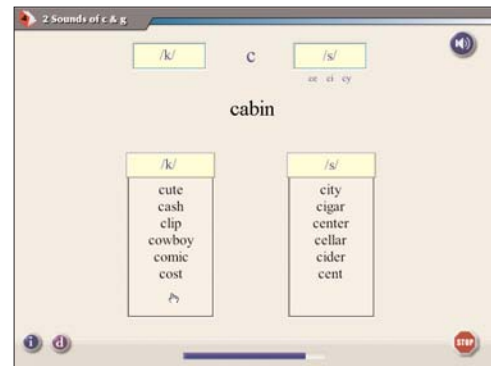 2 Sounds of c & g
/k/ c /s/
ce ci cy
cabin
/k/ /s/
cute city
cash cigar
clip center
cowboy cellar
comic cider
cost cent
i d STOP